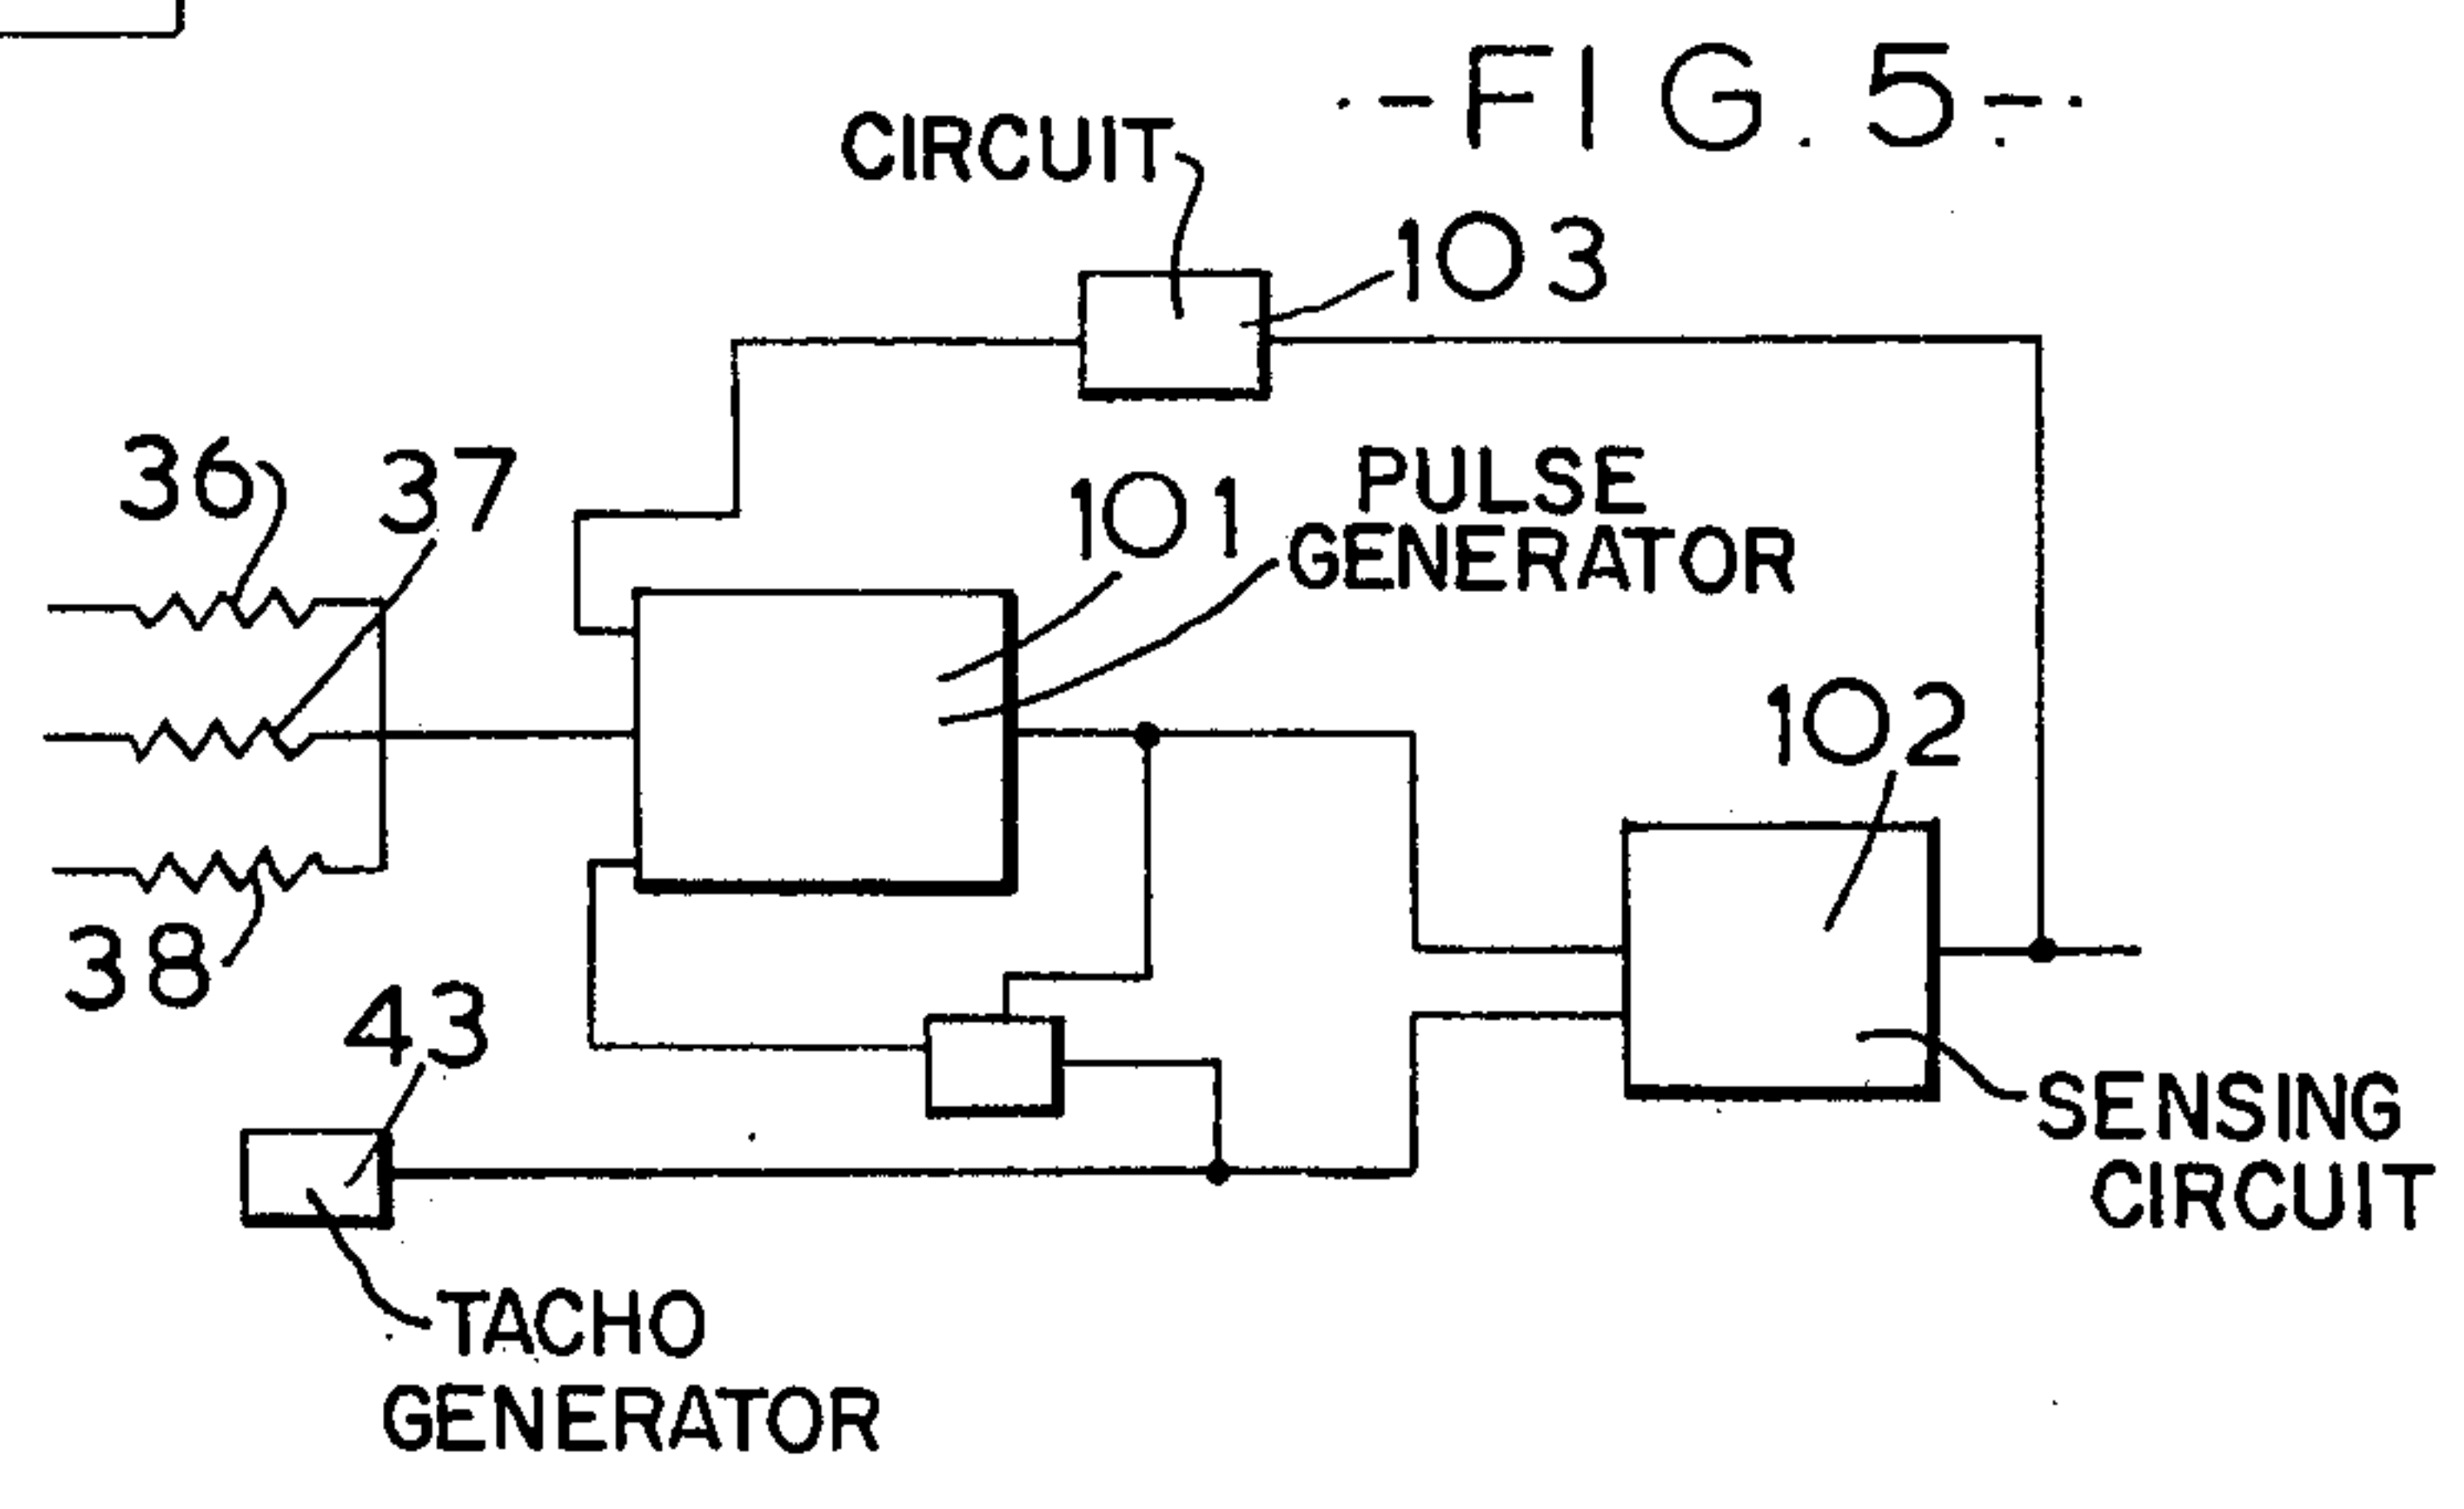 .-FIG. 5-.
CIRCUIT
103
36
37
101
PULSE
GENERATOR
102
38
43
SENSING
CIRCUIT
TACHO
GENERATOR